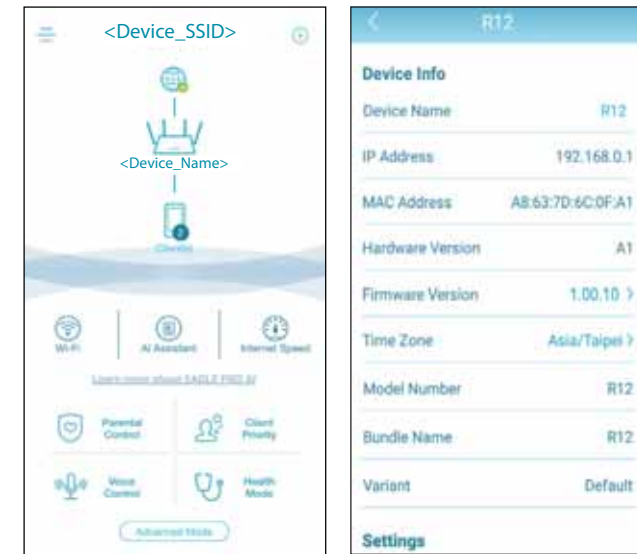 <Device_SSID>
<Device_Name>
Client(s)
Wi-Fi
AI Assistant
Internet Speed
Learn more about EAGLE PRO AI
Parental
Control
Client
Priority
Voice
Control
Health
Mode
Advanced Mode
R12
Device Info
Device Name R12
IP Address 192.168.0.1
MAC Address A8:63:7D:6C:0F:A1
Hardware Version A1
Firmware Version 1.00.10 >
Time Zone Asia/Taipei >
Model Number R12
Bundle Name R12
Variant Default
Settings